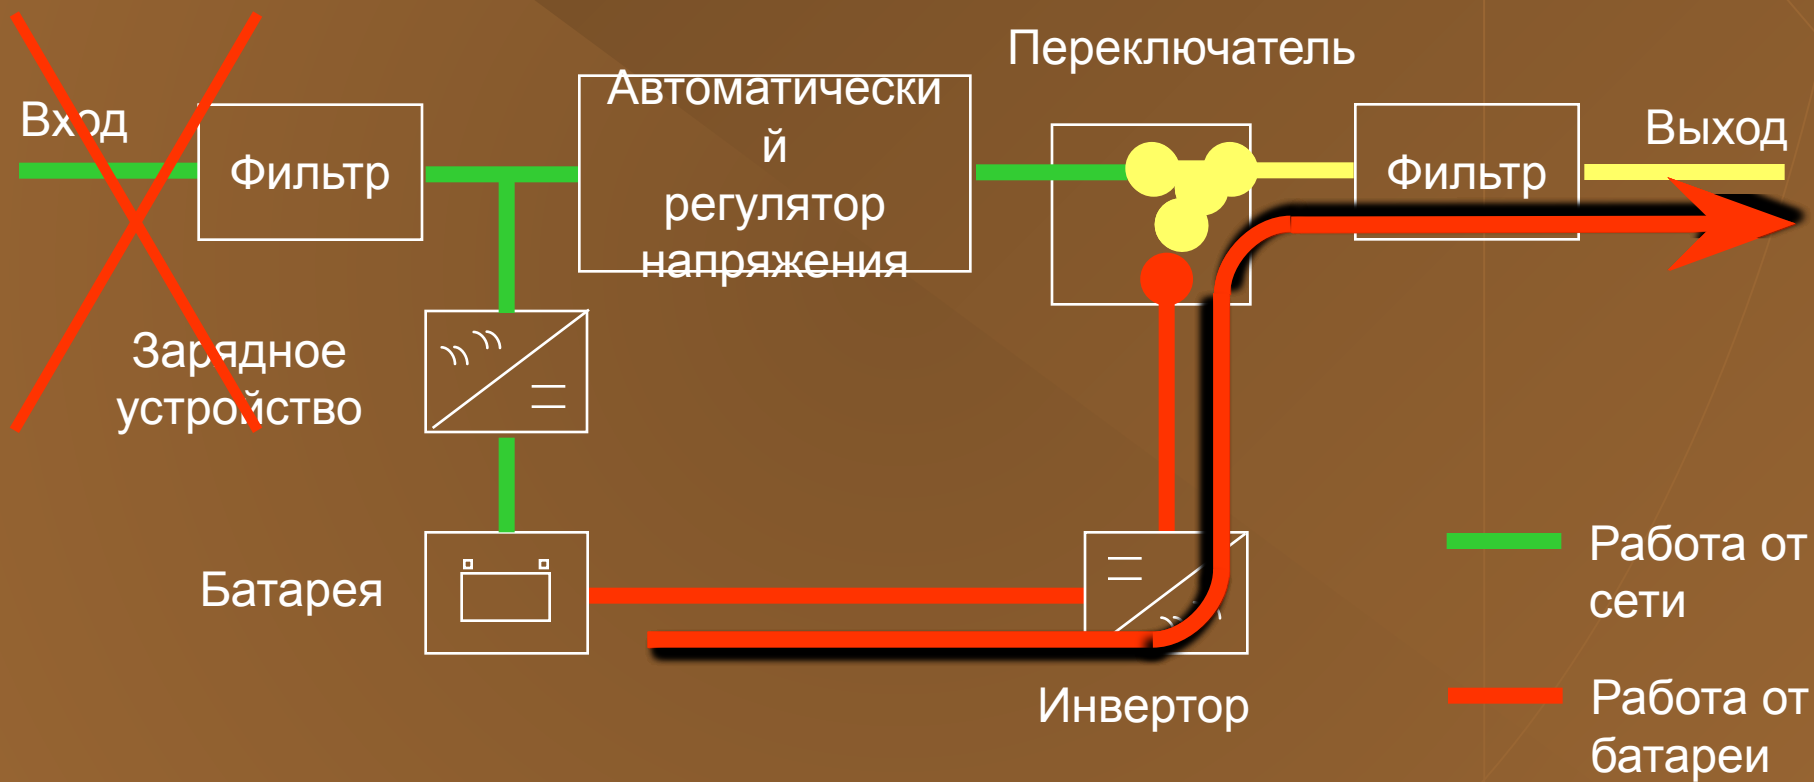 Переключатель
Вход
Фильтр
Автоматически
й
регулятор
напряжения
Фильтр
Выход
Зарядное
устройство
Батарея
Инвертор
Работа от
сети
Работа от
батареи